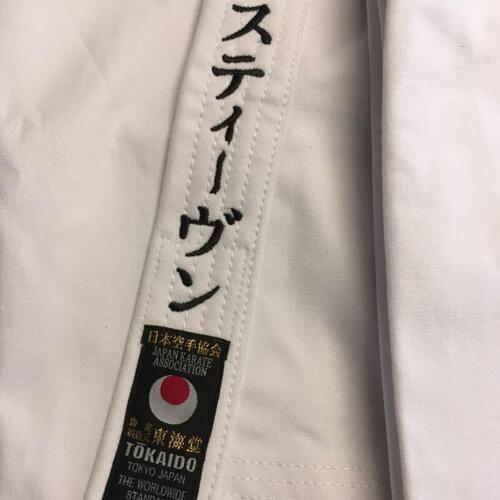 スティーヴン
日本空手協会
JAPAN KARATE
ASSOCIATION
東海堂
TOKAIDO
TOKYO JAPAN
THE WORLDWIDE